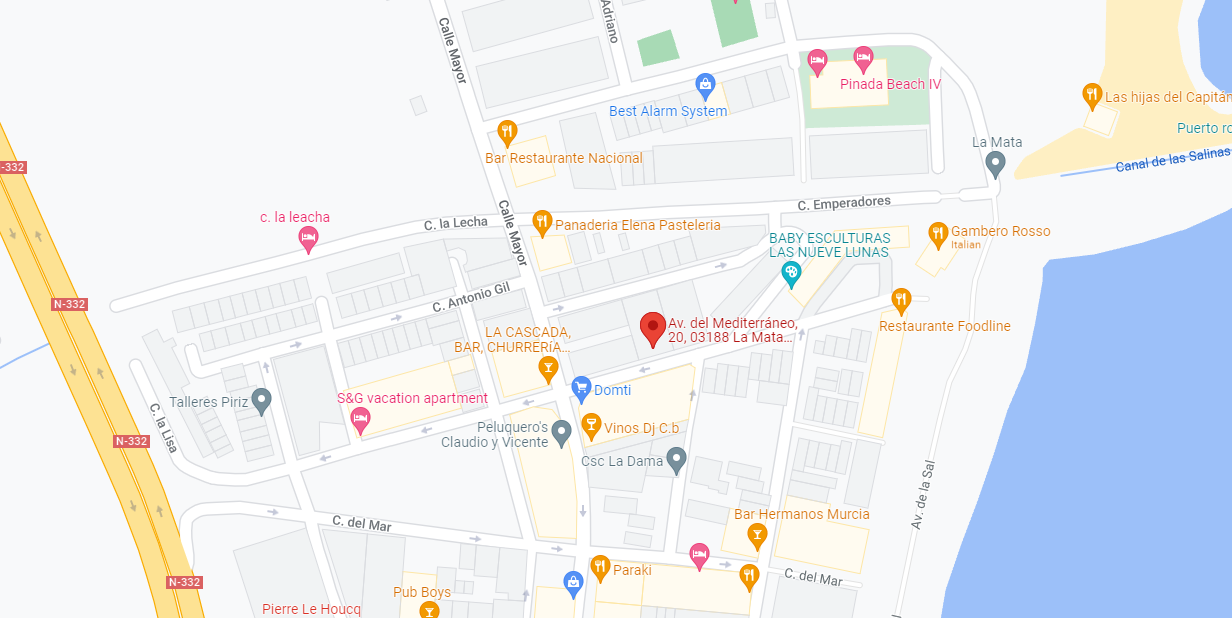 Calle Mayor
Adriano
Pinada Beach IV
Best Alarm System
Las hijas del Capitán
Puerto
Bar Restaurante Nacional
La Mata
Canal de las Salinas
-332
c. la leacha
C. la Lecha
Calle Mayor
Panaderia Elena Pasteleria
C. Emperadores
BABY ESCULTURAS
LAS NUEVE LUNAS
Gambero Rosso
Italian
N-332
C. Antonio Gil
LA CASCADA,
BAR, CHURRERÍA...
Av. del Mediterráneo,
20, 03188 La Mata...
Restaurante Foodline
Talleres Piriz
S&G vacation apartment
Domti
C. la Lisa
N-332
Peluquero's
Claudio y Vicente
Vinos Dj C.b
Csc La Dama
Av. de la Sal
C. del Mar
Bar Hermanos Murcia
N-332
Paraki
C. del Mar
Pub Boys
Pierre Le Houcq